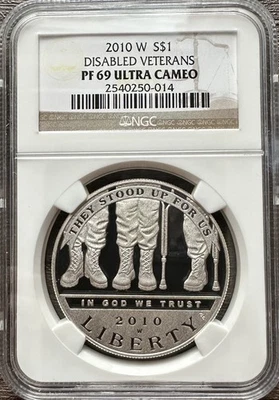 2010 W S$1
DISABLED VETERANS
PF 69 ULTRA CAMEO
2540250-014
NGC
THEY STOOD UP FOR US
IN GOD WE TRUST
2010
W
LIBERTY